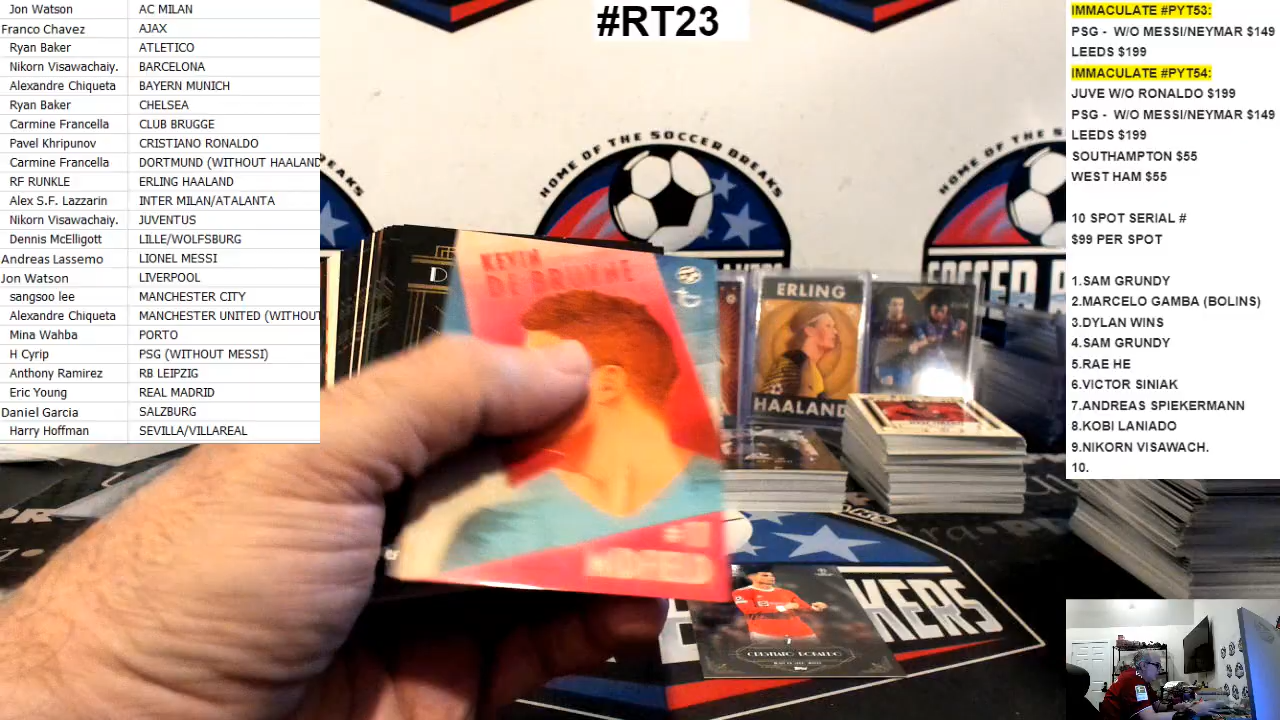 #RT23
Jon Watson AC MILAN
Franco Chavez AJAX
Ryan Baker ATLETICO
Nikorn Visawachaiy. BARCELONA
Alexandre Chiqueta BAYERN MUNICH
Ryan Baker CHELSEA
Carmine Francella CLUB BRUGGE
Pavel Khripunov CRISTIANO RONALDO
Carmine Francella DORTMUND (WITHOUT HAALAND
RF RUNKLE ERLING HAALAND
Alex S.F. Lazzarin INTER MILAN/ATALANTA
Nikorn Visawachaiy. JUVENTUS
Dennis McElligott LILLE/WOLFSBURG
Andreas Lassemo LIONEL MESSI
Jon Watson LIVERPOOL
sangsoo lee MANCHESTER CITY
Alexandre Chiqueta MANCHESTER UNITED (WITHOUT
Mina Wahba PORTO
H Cyrip PSG (WITHOUT MESSI)
Anthony Ramirez RB LEIPZIG
Eric Young REAL MADRID
Daniel Garcia SALZBURG
Harry Hoffman SEVILLA/VILLAREAL
HOME OF THE SOCCER BREAKS
KEVIN
DE BRUYNE
ERLING
HAALAND
CRISTIANO RONALDO
IMMACULATE #PYT53:
PSG - W/O MESSI/NEYMAR $149
LEEDS $199
IMMACULATE #PYT54:
JUVE W/O RONALDO $199
PSG - W/O MESSI/NEYMAR $149
LEEDS $199
SOUTHAMPTON $55
WEST HAM $55
10 SPOT SERIAL #
$99 PER SPOT
1.SAM GRUNDY
2.MARCELO GAMBA (BOLINS)
3.DYLAN WINS
4.SAM GRUNDY
5.RAE HE
6.VICTOR SINIAK
7.ANDREAS SPIEKERMANN
8.KOBI LANIADO
9.NIKORN VISAWACH.
10.